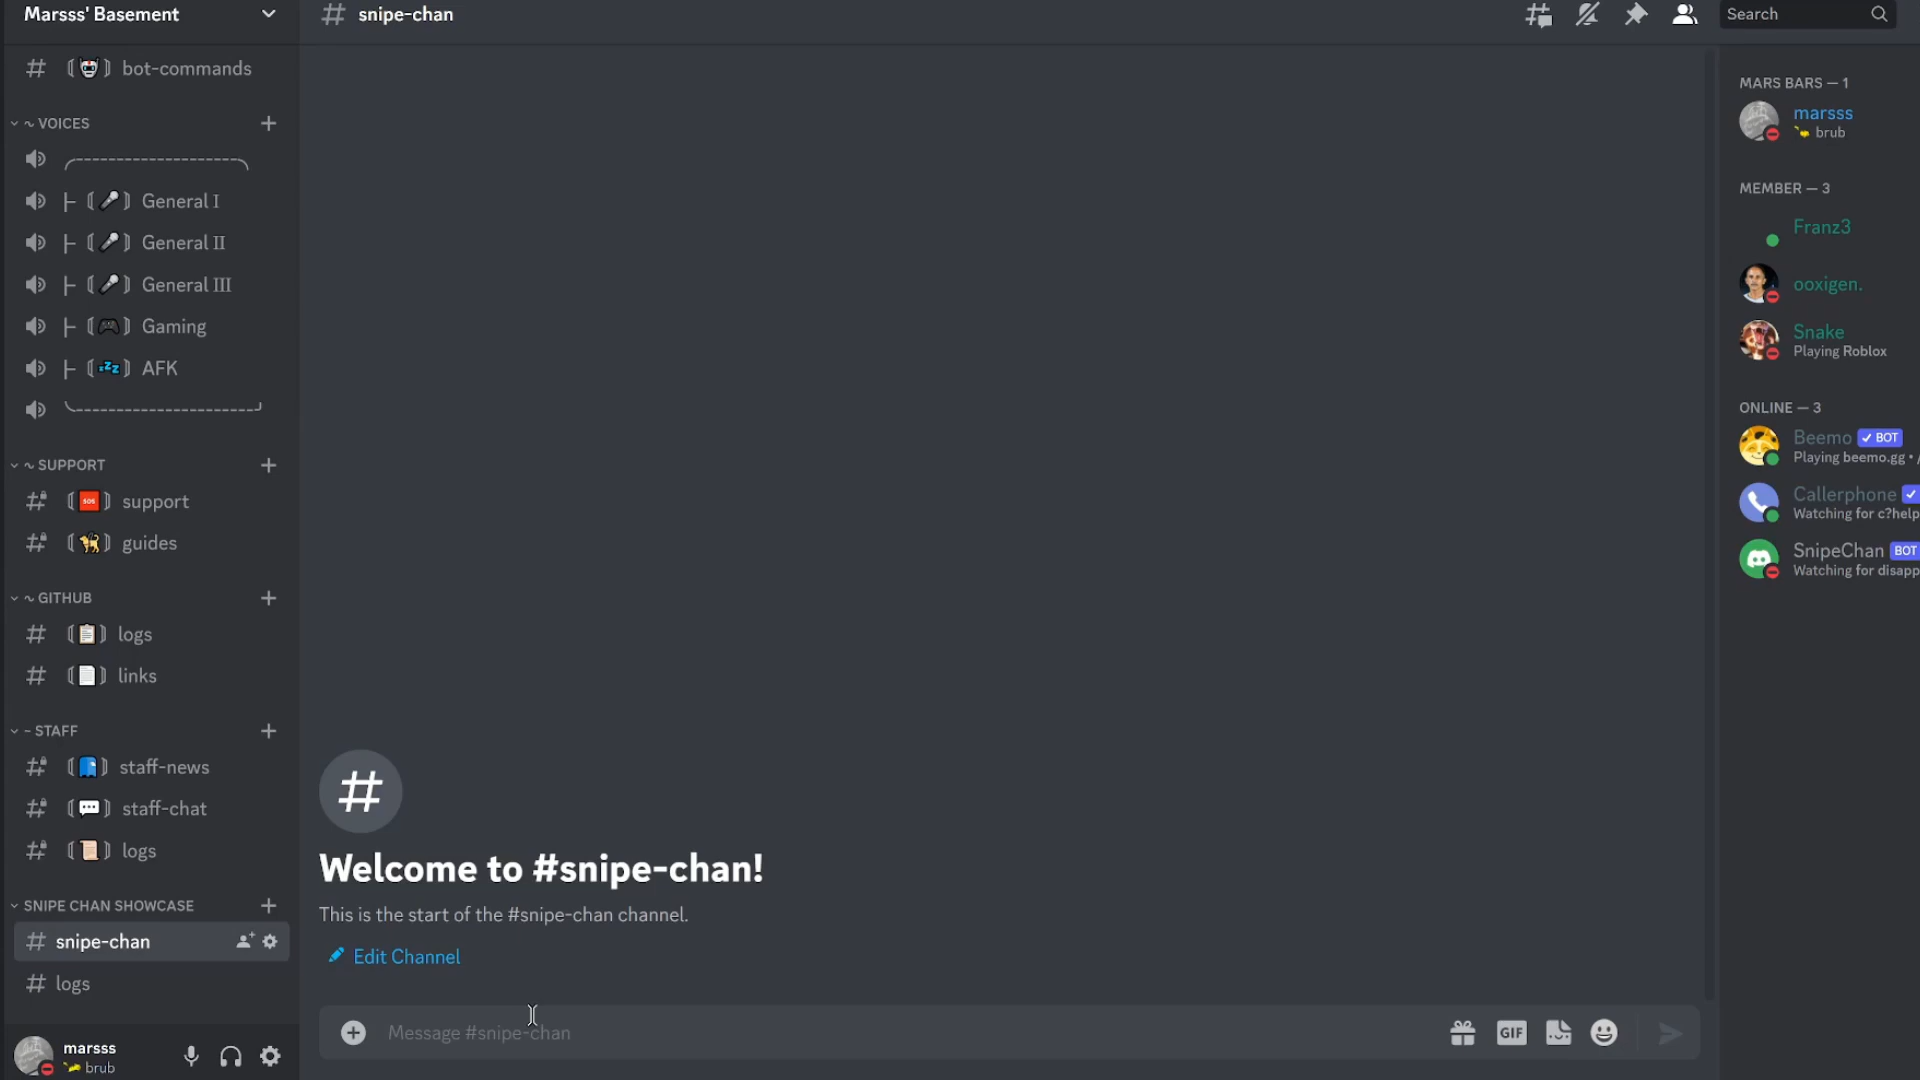 Marsss' Basement
bot-commands
~ VOICES
General I
General II
General III
Gaming
AFK
~ SUPPORT
support
guides
~ GITHUB
logs
links
- STAFF
staff-news
staff-chat
logs
SNIPE CHAN SHOWCASE
# snipe-chan
# logs
marsss
brub
# snipe-chan
Search
Welcome to #snipe-chan!
This is the start of the #snipe-chan channel.
Edit Channel
Message #snipe-chan
GIF
MARS BARS — 1
marsss
brub
MEMBER — 3
Franz3
ooxigen.
Snake
Playing Roblox
ONLINE — 3
Beemo ✓ BOT
Playing beemo.gg • /
Callerphone ✓
Watching for c?help
SnipeChan BOT
Watching for disapp